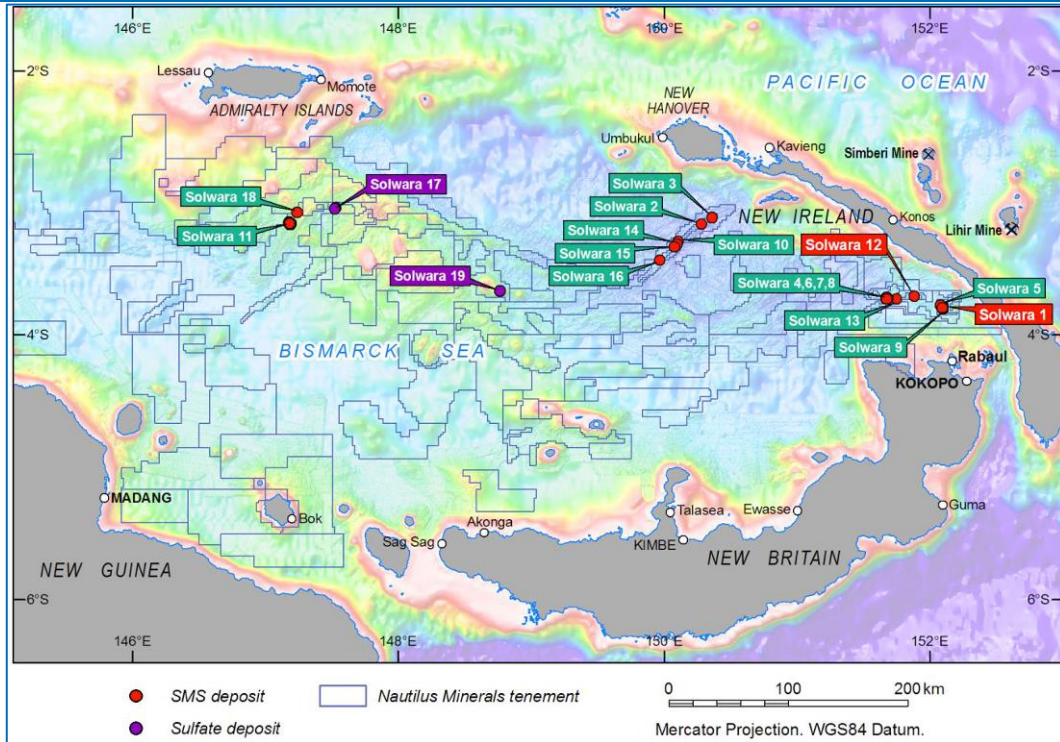 146°E
148°E
150°E
152°E
2°S
2°S
Lessau
Momote
ADMIRALTY ISLANDS
PACIFIC OCEAN
NEW
HANOVER
Umbukul
Kavieng
Simberi Mine
Solwara 17
Solwara 18
Solwara 11
Solwara 3
Solwara 2
NEW IRELAND
Konos
Lihir Mine
Solwara 14
Solwara 10
Solwara 12
Solwara 15
Solwara 16
Solwara 19
Solwara 4,6,7,8
Solwara 5
Solwara 13
Solwara 1
4°S
4°S
Solwara 9
BISMARCK SEA
Rabaul
KOKOPO
MADANG
Bok
Akonga
Sag Sag
Talasea
Ewasse
Guma
KIMBE
NEW BRITAIN
NEW GUINEA
6°S
6°S
146°E
148°E
150°E
152°E
SMS deposit
Nautilus Minerals tenement
Sulfate deposit
0 100 200 km
Mercator Projection. WGS84 Datum.